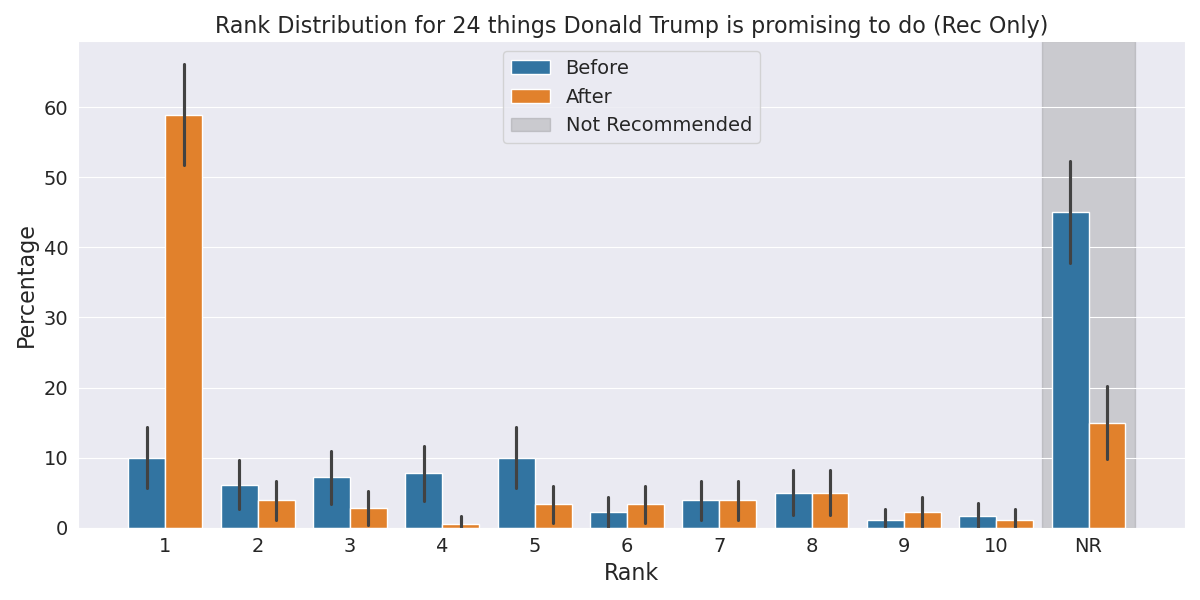 Rank Distribution for 24 things Donald Trump is promising to do (Rec Only)
Before
After
Not Recommended
Percentage
60
50
40
30
20
10
0
1 2 3 4 5 6 7 8 9 10 NR
Rank